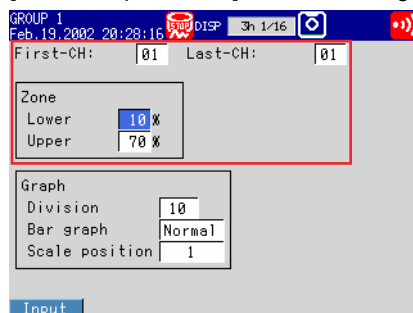 GROUP 1
Feb.19.2002 20:28:16 STOP DISP 3h 1/16
First-CH: 01 Last-CH: 01
Zone
Lower 10 %
Upper 70 %
Graph
Division 10
Bar graph Normal
Scale position 1
Input